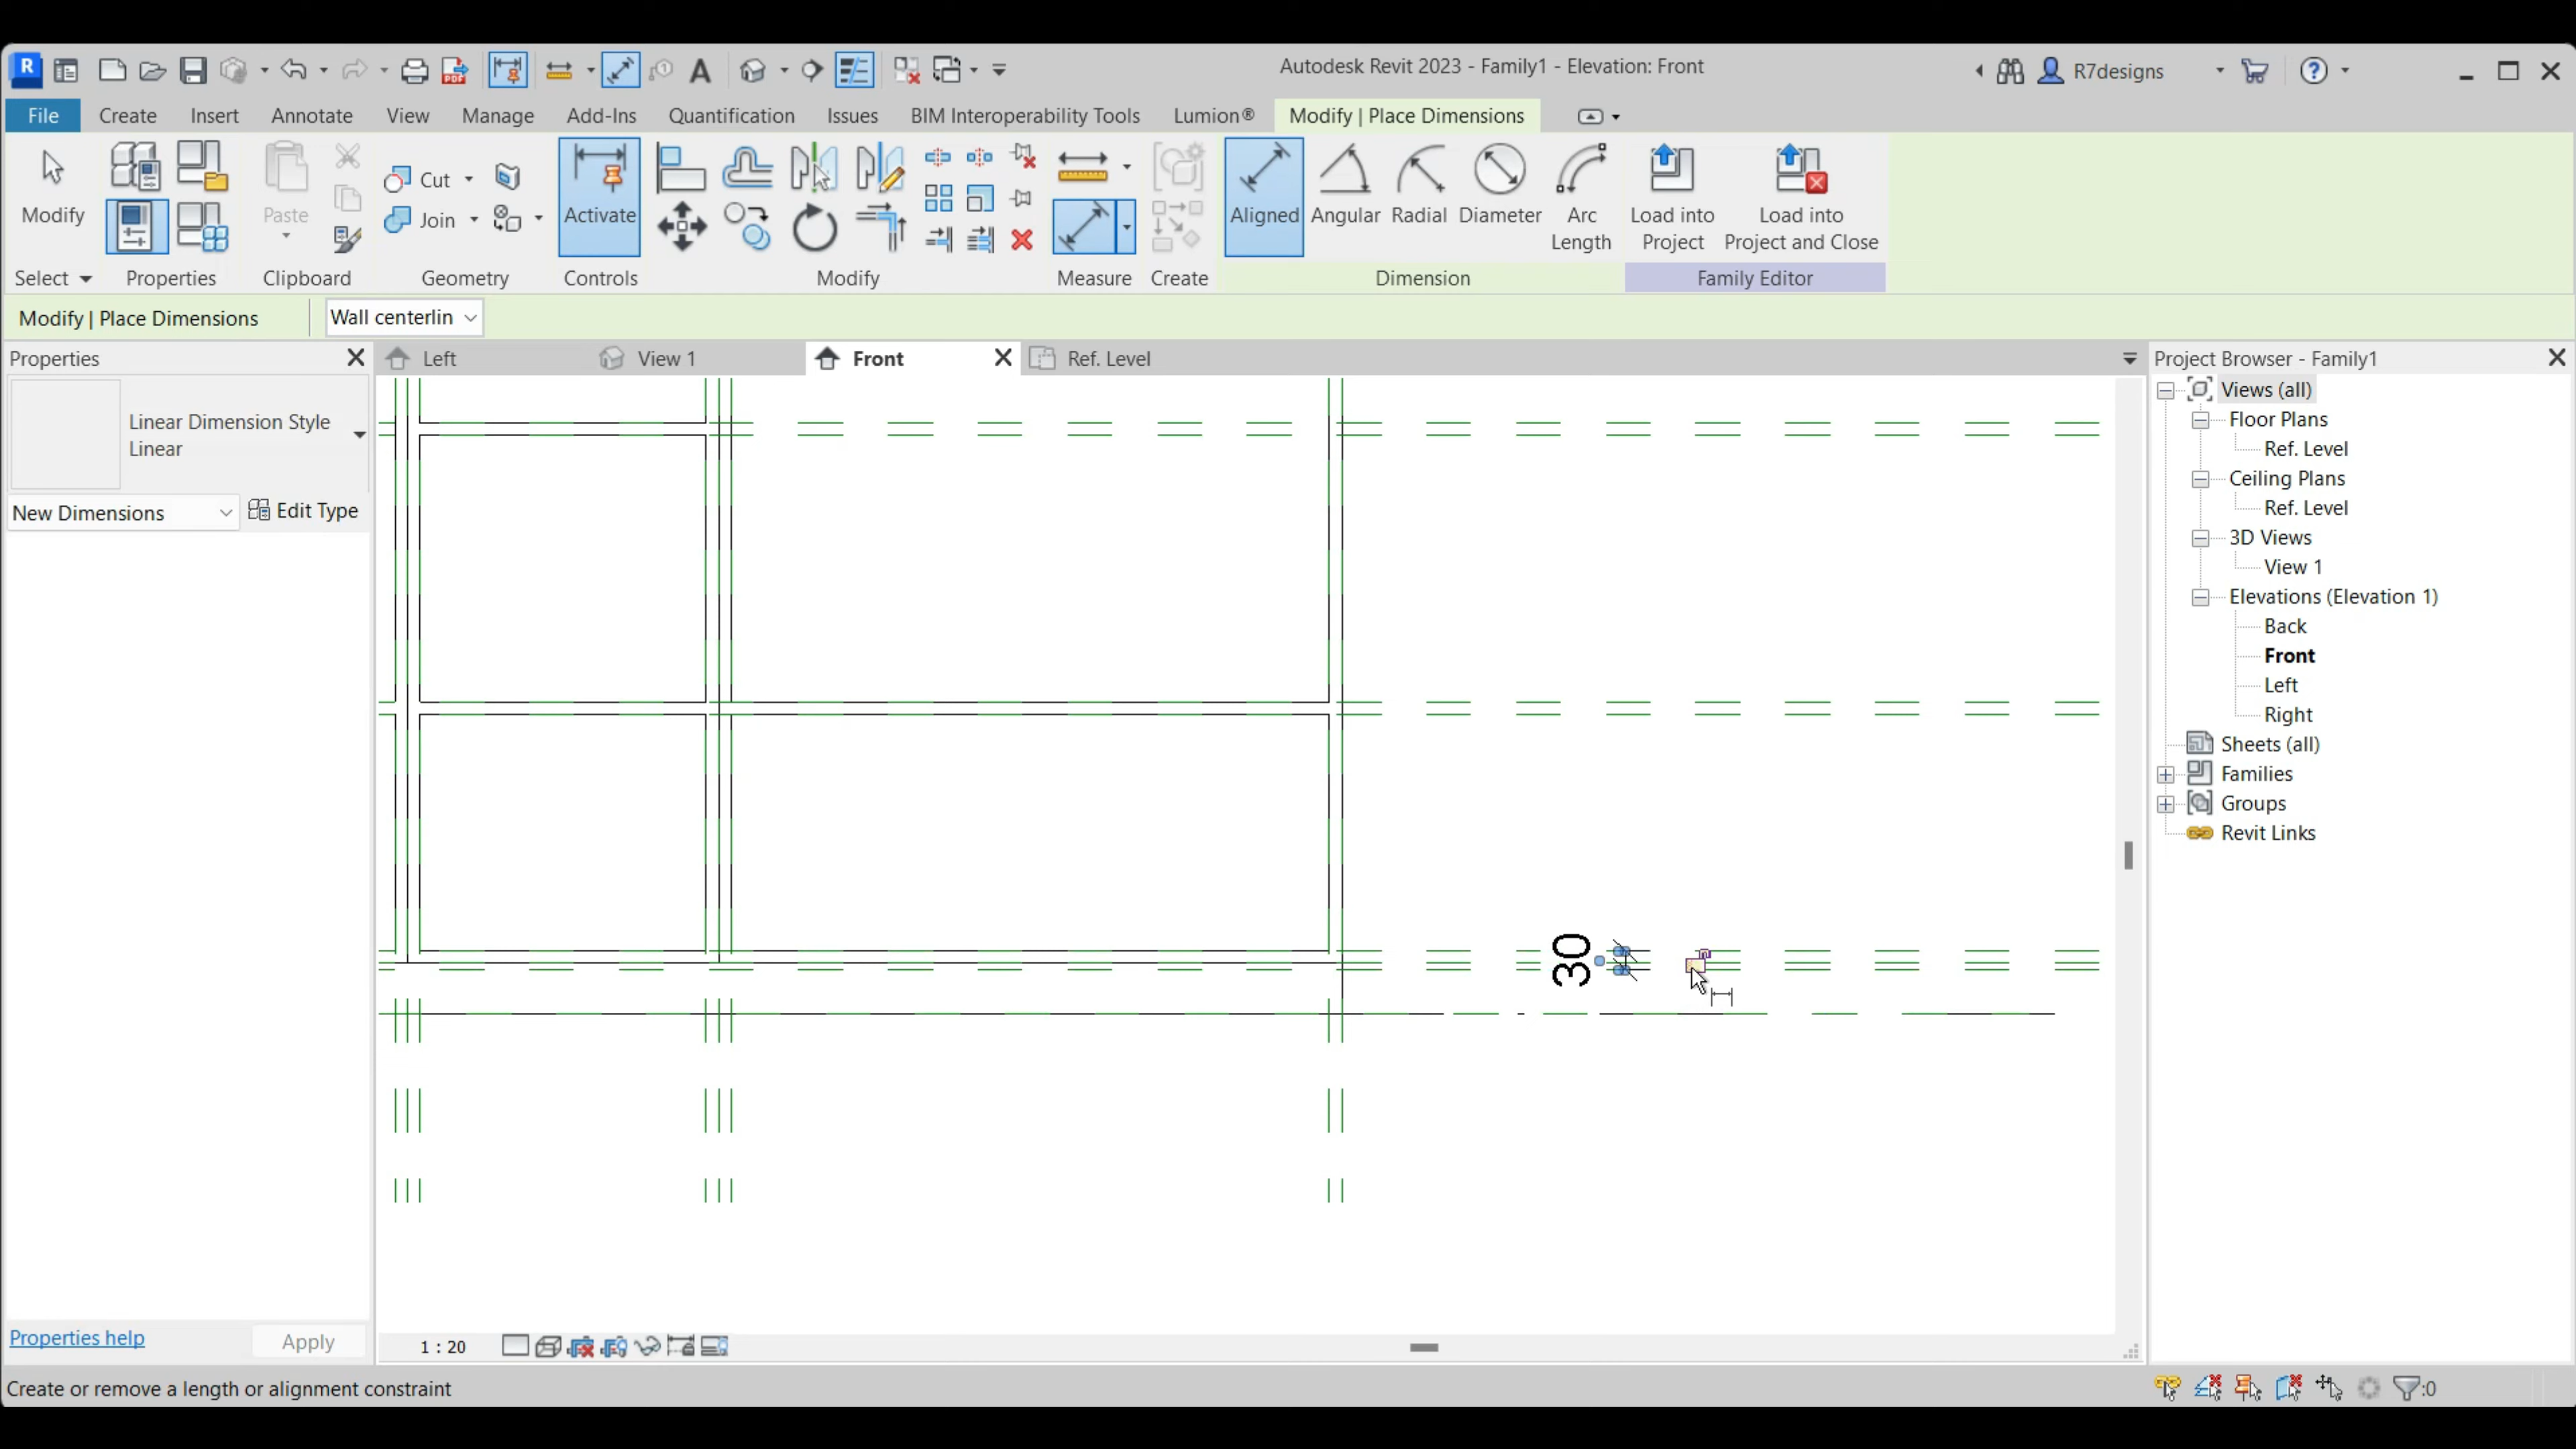 R
A
Autodesk Revit 2023 - Family1 - Elevation: Front
R7designs
?
File
Create
Insert
Annotate
View
Manage
Add-Ins
Quantification
Issues
BIM Interoperability Tools
Lumion®
Modify | Place Dimensions
Modify
Paste
Cut
Join
Activate
Aligned
Angular
Radial
Diameter
Arc
Length
Load into
Project
Load into
Project and Close
Select
Properties
Clipboard
Geometry
Controls
Modify
Measure
Create
Dimension
Family Editor
Modify | Place Dimensions
Wall centerlin
Properties
Left
View 1
Front
Ref. Level
Project Browser - Family1
Linear Dimension Style
Linear
New Dimensions
Edit Type
Views (all)
Floor Plans
Ref. Level
Ceiling Plans
Ref. Level
3D Views
View 1
Elevations (Elevation 1)
Back
Front
Left
Right
Sheets (all)
Families
Groups
Revit Links
30
Properties help
Apply
1 : 20
Create or remove a length or alignment constraint
:0